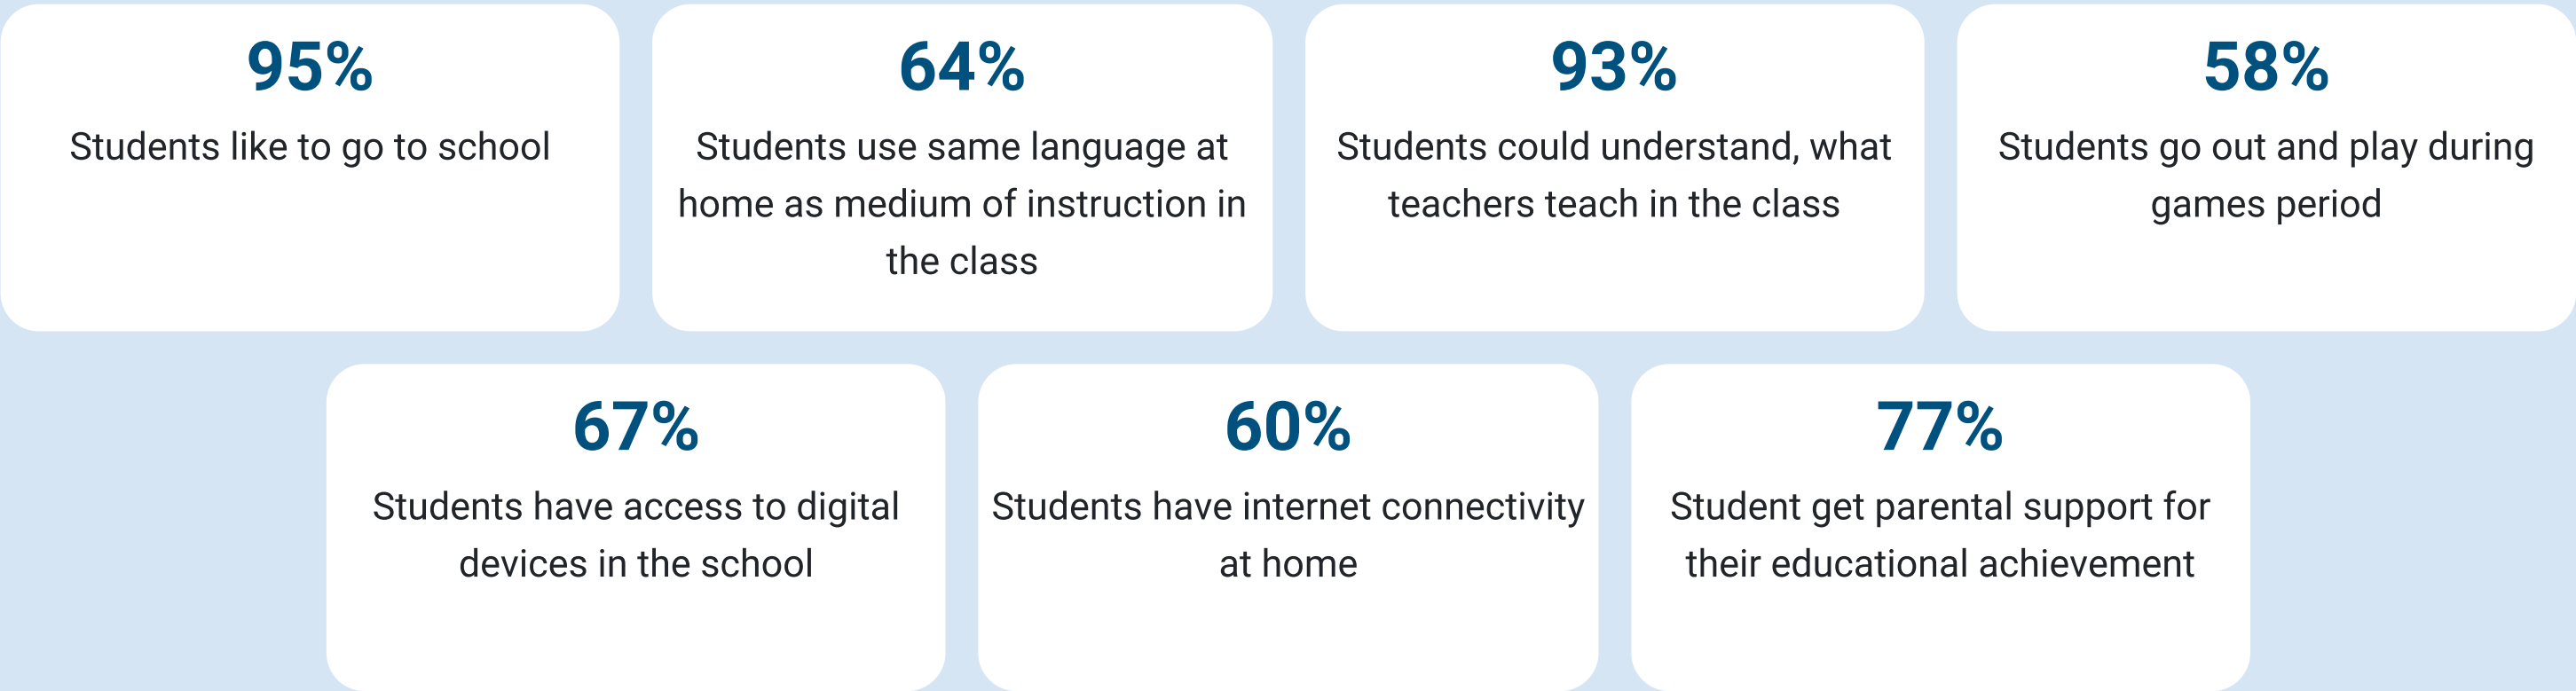 95%
Students like to go to school
64%
Students use same language at
home as medium of instruction in
the class
93%
Students could understand, what
teachers teach in the class
58%
Students go out and play during
games period
67%
Students have access to digital
devices in the school
60%
Students have internet connectivity
at home
77%
Student get parental support for
their educational achievement